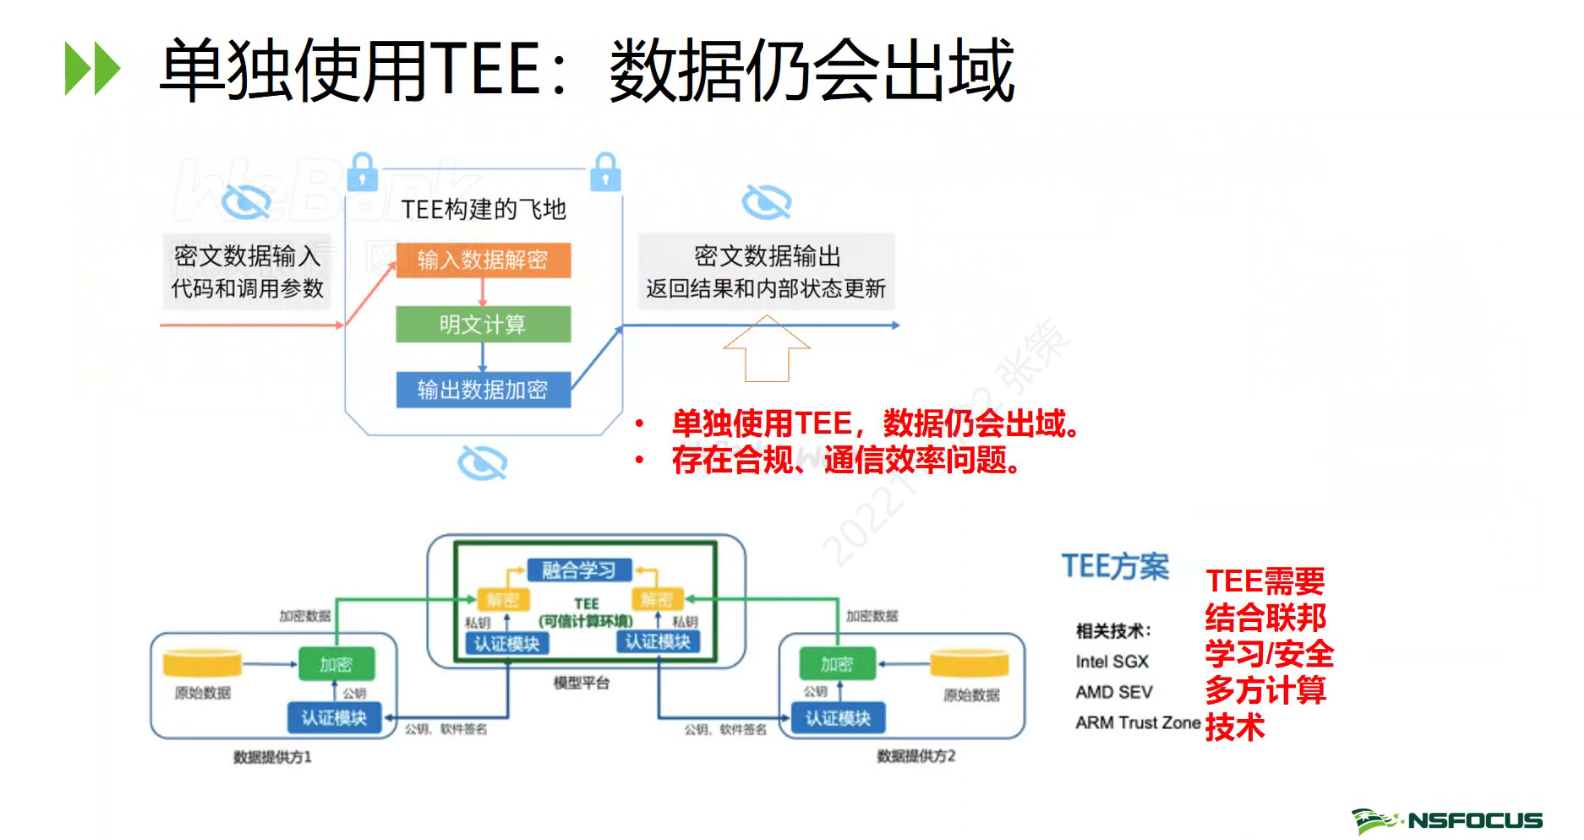 单独使用TEE：数据仍会出域
WeBank
TEE构建的飞地
密文数据输入
代码和调用参数
输入数据解密
明文计算
输出数据加密
密文数据输出
返回结果和内部状态更新
• 单独使用TEE，数据仍会出域。
• 存在合规、通信效率问题。
张策
融合学习
解密
解密
TEE
(可信计算环境)
私钥
私钥
认证模块
认证模块
模型平台
加密数据
加密数据
加密
原始数据
公钥
认证模块
数据提供方1
公钥、软件签名
公钥、软件签名
加密
原始数据
公钥
认证模块
数据提供方2
TEE方案
相关技术：
Intel SGX
AMD SEV
ARM Trust Zone
TEE需要
结合联邦
学习/安全
多方计算
技术
NSFOCUS